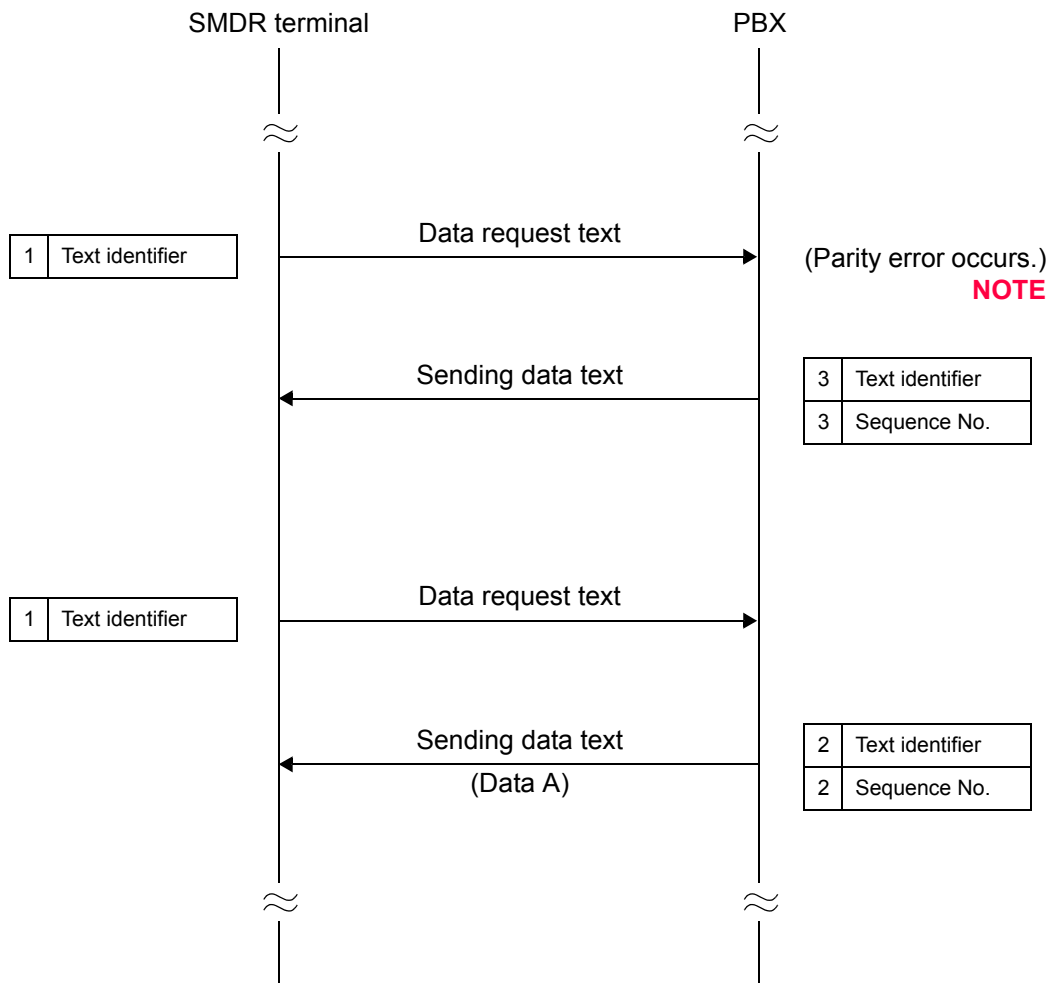 SMDR terminal
PBX
Data request text
1 Text identifier
(Parity error occurs.)
NOTE
Sending data text
3 Text identifier
3 Sequence No.
Data request text
1 Text identifier
Sending data text
(Data A)
2 Text identifier
2 Sequence No.